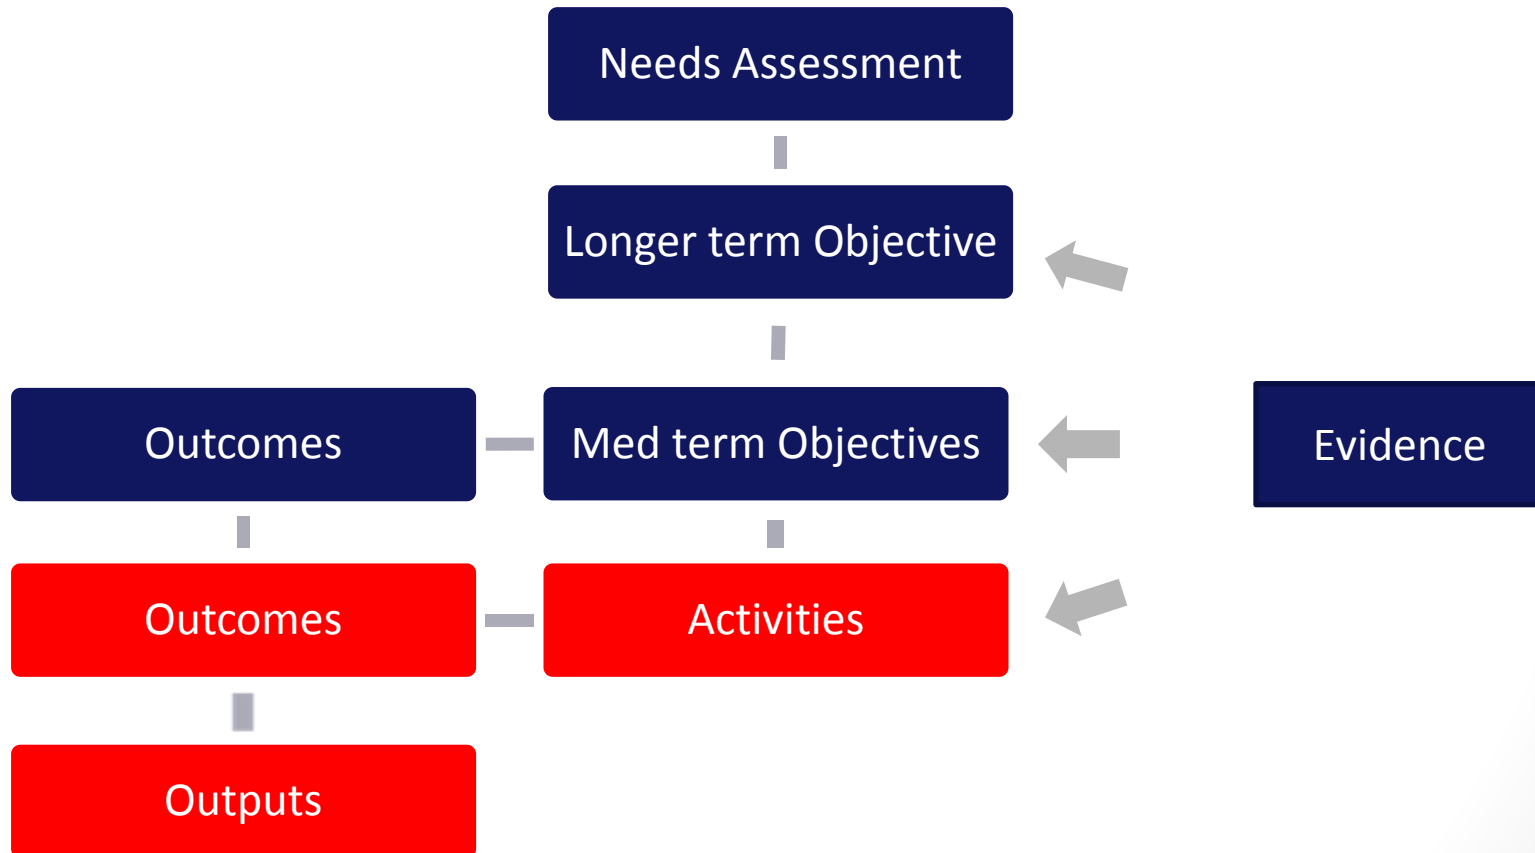 Needs Assessment
Longer term Objective
Outcomes
Med term Objectives
Evidence
Outcomes
Activities
Outputs